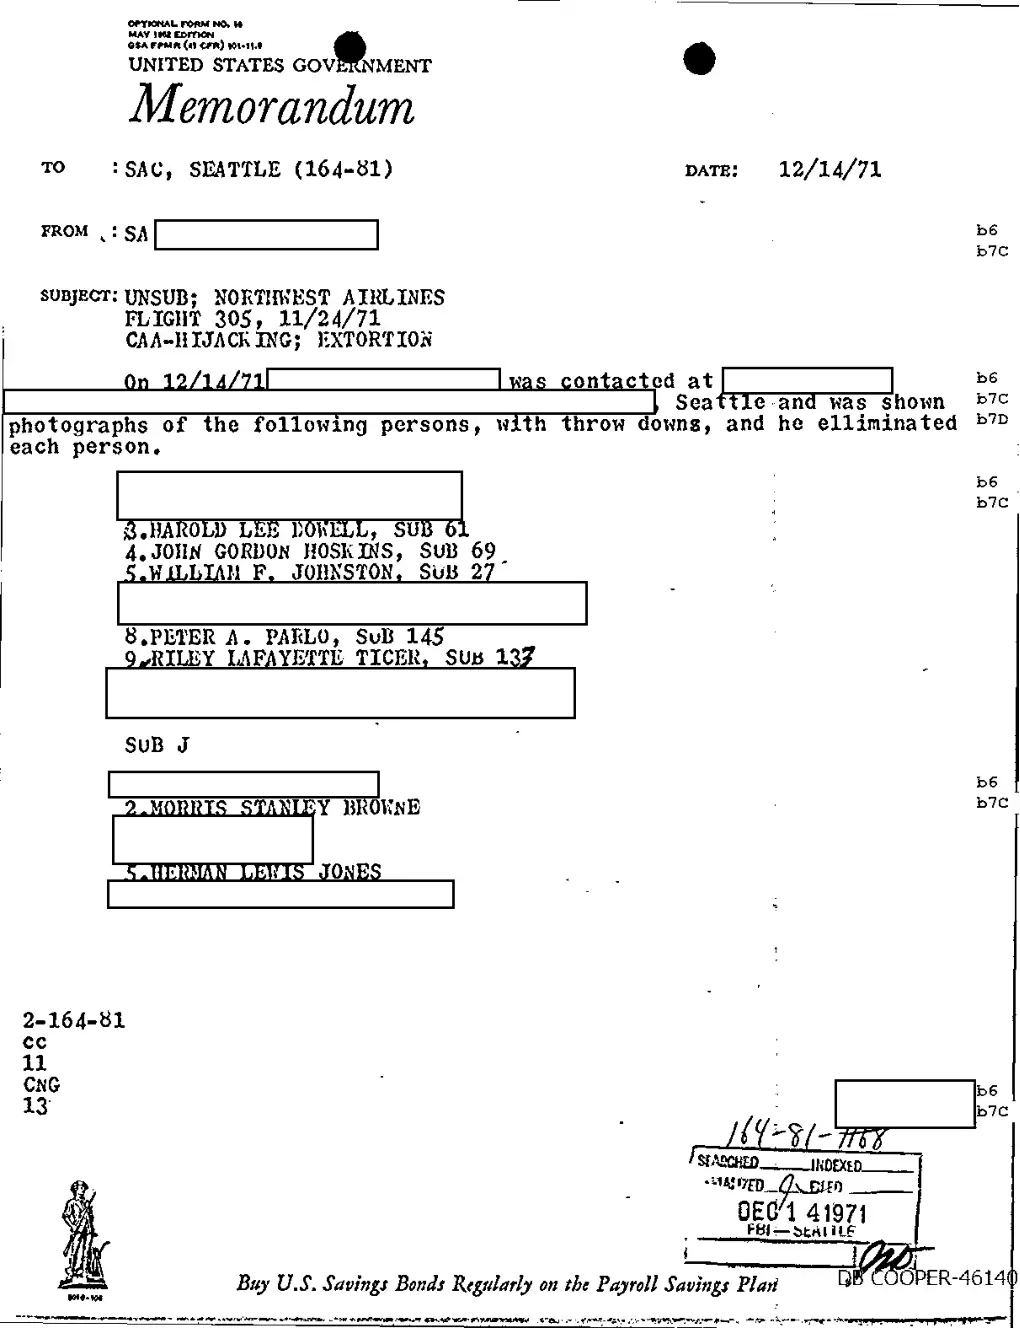 OPTIONAL FORM NO. 10
MAY 1962 EDITION
GSA FPMR (41 CFR) 101-11.6
UNITED STATES GOVERNMENT
Memorandum
TO : SAC, SEATTLE (164-81) DATE: 12/14/71
FROM : SA b6
b7C
SUBJECT: UNSUB; NORTHWEST AIRLINES
FLIGHT 305, 11/24/71
CAA-HIJACKING; EXTORTION
On 12/14/71 was contacted at b6
, Seattle and was shown b7C
photographs of the following persons, with throw downs, and he elliminated b7D
each person.
b6
b7C
3.HAROLD LEE DOWELL, SUB 61
4.JOHN GORDON HOSKINS, SUB 69
5.WILLIAM F. JOHNSTON, SUB 27
8.PETER A. PARLO, SUB 145
9.RILEY LAFAYETTE TICER, SUB 137
SUB J
b6
2.MORRIS STANLEY BROWNE b7C
5.HERMAN LEWIS JONES
2-164-81
cc
11
CNG
13
b6
b7C
164-81-1168
SEARCHED INDEXED
SERIALIZED FILED
DEC 14 1971
FBI—SEATTLE
Buy U.S. Savings Bonds Regularly on the Payroll Savings Plan
5010-108
DB COOPER-46140